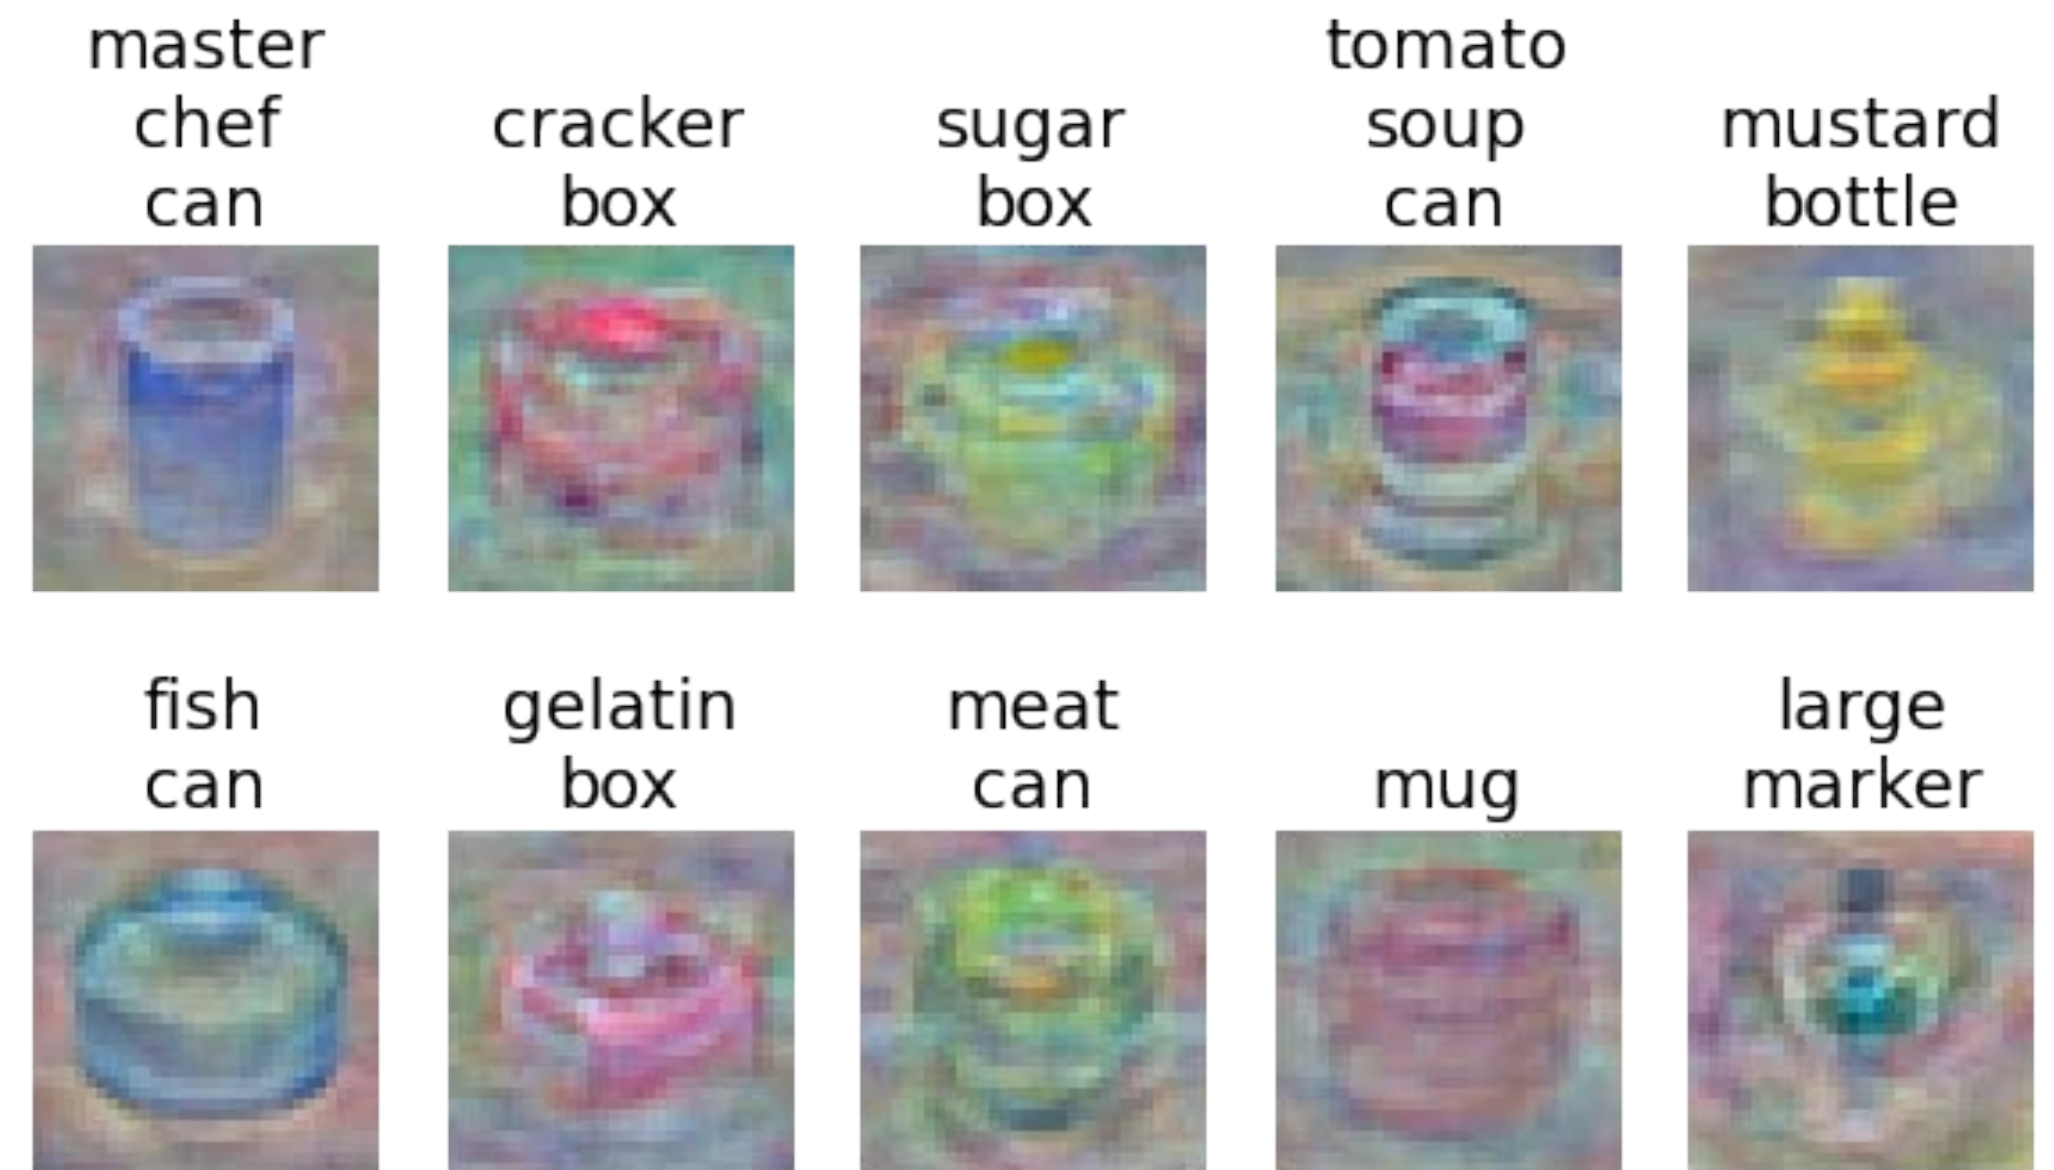 master
chef
can
cracker
box
sugar
box
tomato
soup
can
mustard
bottle
fish
can
gelatin
box
meat
can
mug
large
marker